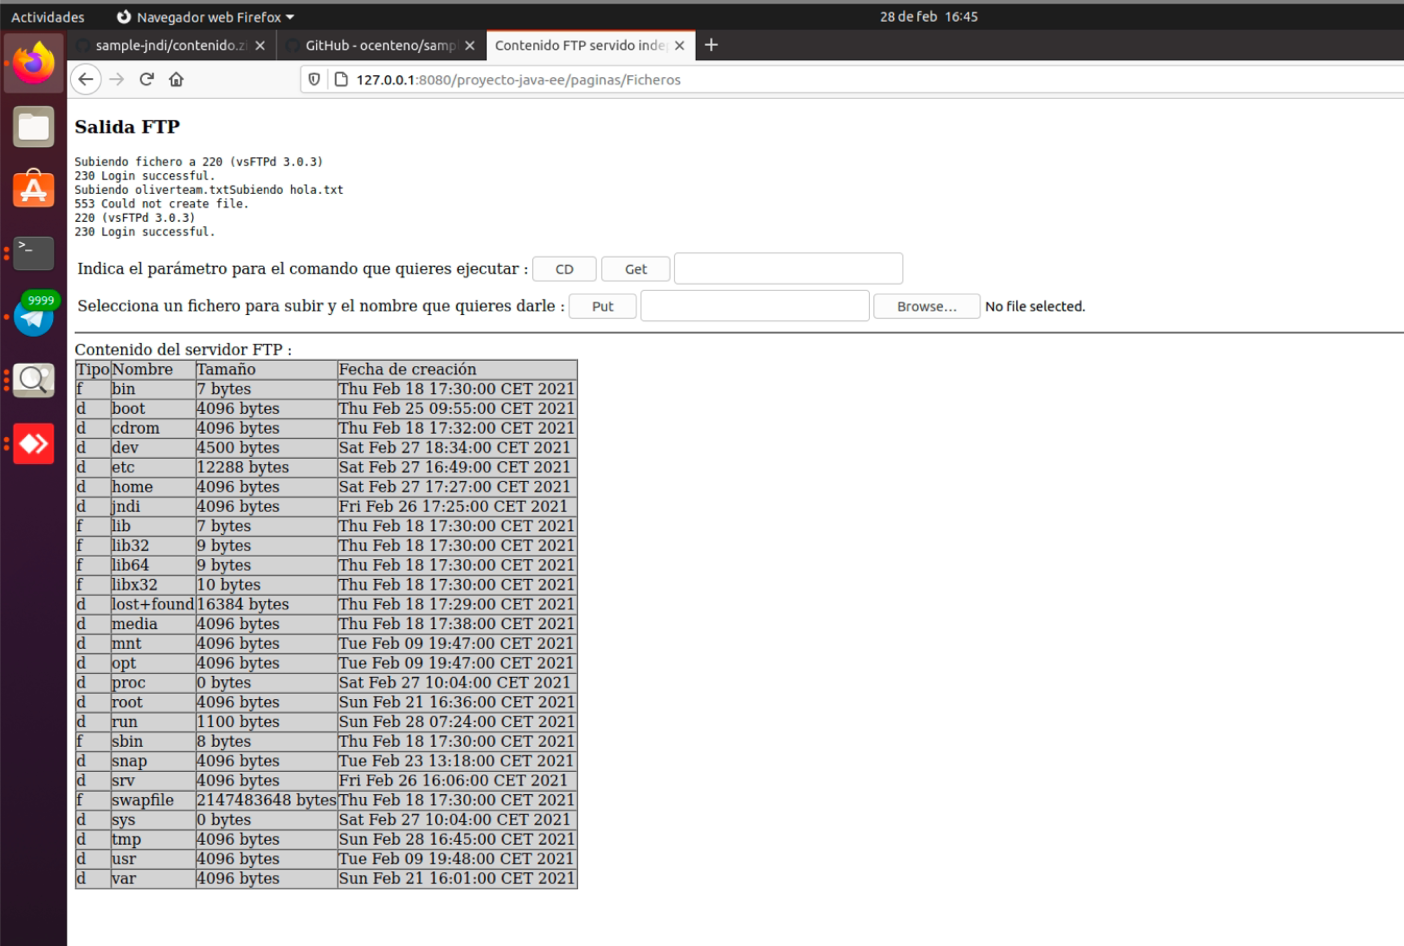 Actividades Navegador web Firefox 28 de feb 16:45
sample-jndi/contenido.zi GitHub - ocenteno/samp Contenido FTP servido inde
127.0.0.1:8080/proyecto-java-ee/paginas/Ficheros
Salida FTP
Subiendo fichero a 220 (vsFTPd 3.0.3)
230 Login successful.
Subiendo oliverteam.txtSubiendo hola.txt
553 Could not create file.
220 (vsFTPd 3.0.3)
230 Login successful.
Indica el parámetro para el comando que quieres ejecutar : CD Get
Selecciona un fichero para subir y el nombre que quieres darle : Put Browse... No file selected.
9999
Contenido del servidor FTP :
Tipo Nombre Tamaño Fecha de creación
f bin 7 bytes Thu Feb 18 17:30:00 CET 2021
d boot 4096 bytes Thu Feb 25 09:55:00 CET 2021
d cdrom 4096 bytes Thu Feb 18 17:32:00 CET 2021
d dev 4500 bytes Sat Feb 27 18:34:00 CET 2021
d etc 12288 bytes Sat Feb 27 16:49:00 CET 2021
d home 4096 bytes Sat Feb 27 17:27:00 CET 2021
d jndi 4096 bytes Fri Feb 26 17:25:00 CET 2021
f lib 7 bytes Thu Feb 18 17:30:00 CET 2021
f lib32 9 bytes Thu Feb 18 17:30:00 CET 2021
f lib64 9 bytes Thu Feb 18 17:30:00 CET 2021
f libx32 10 bytes Thu Feb 18 17:30:00 CET 2021
d lost+found 16384 bytes Thu Feb 18 17:29:00 CET 2021
d media 4096 bytes Thu Feb 18 17:38:00 CET 2021
d mnt 4096 bytes Tue Feb 09 19:47:00 CET 2021
d opt 4096 bytes Tue Feb 09 19:47:00 CET 2021
d proc 0 bytes Sat Feb 27 10:04:00 CET 2021
d root 4096 bytes Sun Feb 21 16:36:00 CET 2021
d run 1100 bytes Sun Feb 28 07:24:00 CET 2021
f sbin 8 bytes Thu Feb 18 17:30:00 CET 2021
d snap 4096 bytes Tue Feb 23 13:18:00 CET 2021
d srv 4096 bytes Fri Feb 26 16:06:00 CET 2021
f swapfile 2147483648 bytes Thu Feb 18 17:30:00 CET 2021
d sys 0 bytes Sat Feb 27 10:04:00 CET 2021
d tmp 4096 bytes Sun Feb 28 16:45:00 CET 2021
d usr 4096 bytes Tue Feb 09 19:48:00 CET 2021
d var 4096 bytes Sun Feb 21 16:01:00 CET 2021